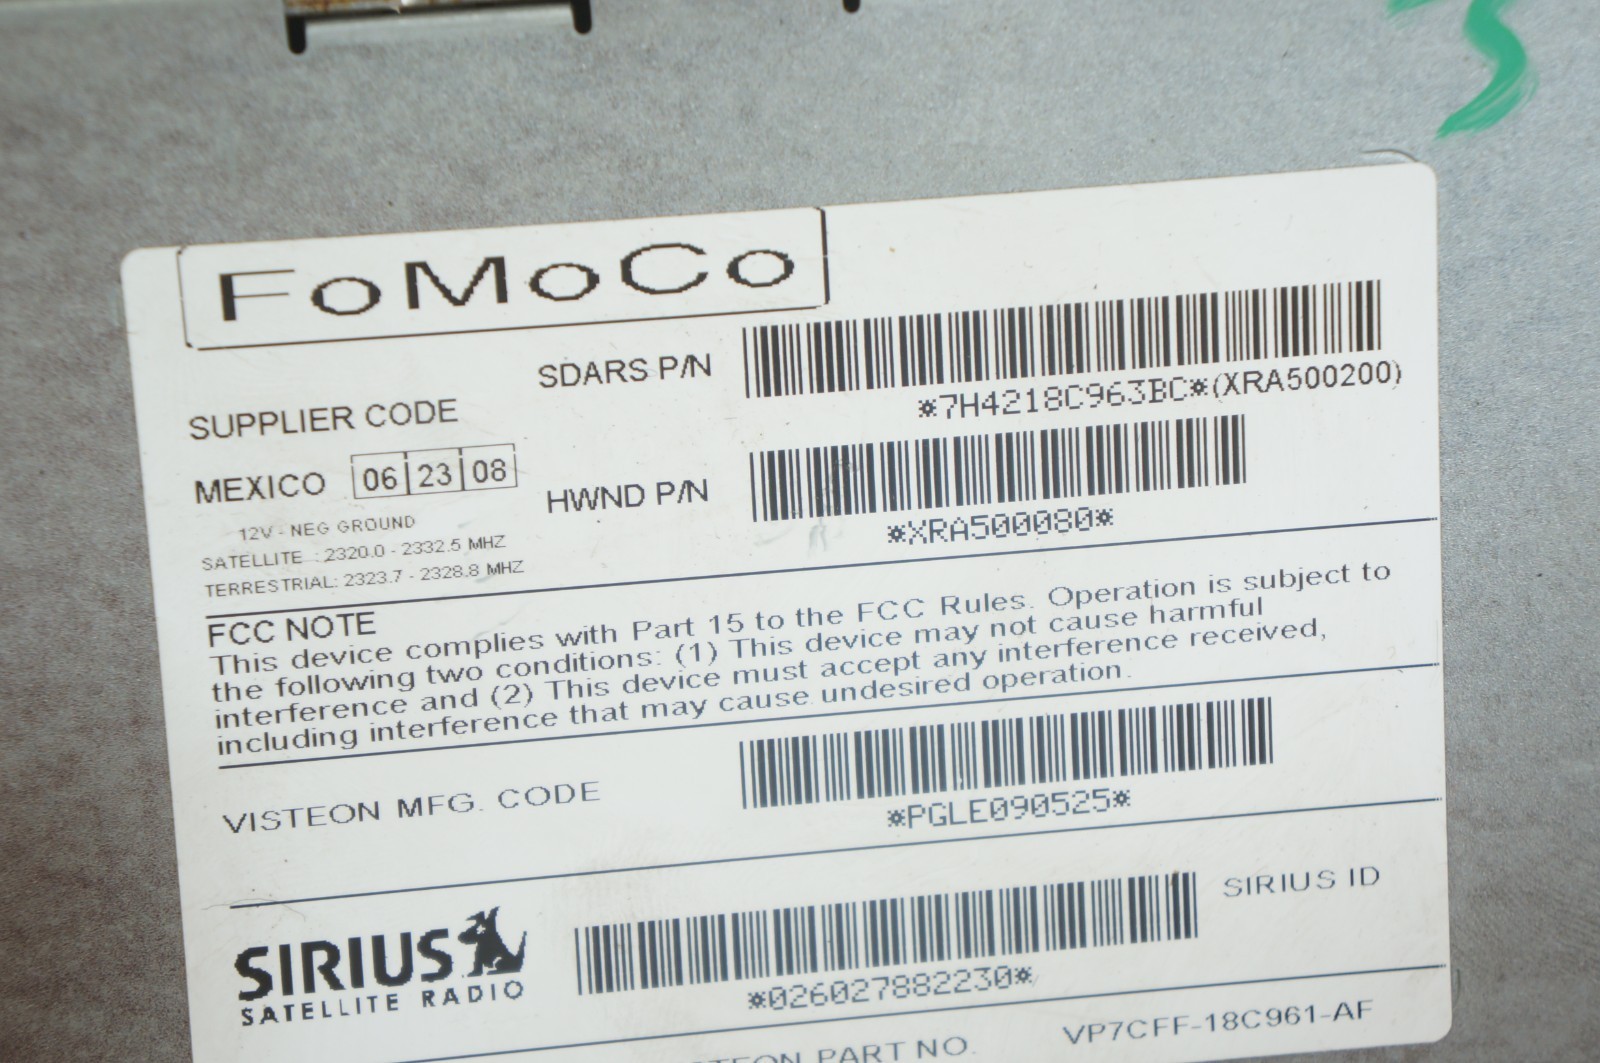 3
FoMoCo
SDARS P/N
*7H4218C963BC*(XRA500200)
SUPPLIER CODE
MEXICO 06 23 08
HWND P/N
*XRA500080*
12V - NEG GROUND
SATELLITE : 2320.0 - 2332.5 MHZ
TERRESTRIAL: 2323.7 - 2328.8 MHZ
FCC NOTE
This device complies with Part 15 to the FCC Rules. Operation is subject to
the following two conditions: (1) This device may not cause harmful
interference and (2) This device must accept any interference received,
including interference that may cause undesired operation.
VISTEON MFG. CODE
*PGLE090525*
SIRIUS
SATELLITE RADIO
*026027882230*
SIRIUS ID
PART NO.
VP7CFF-18C961-AF